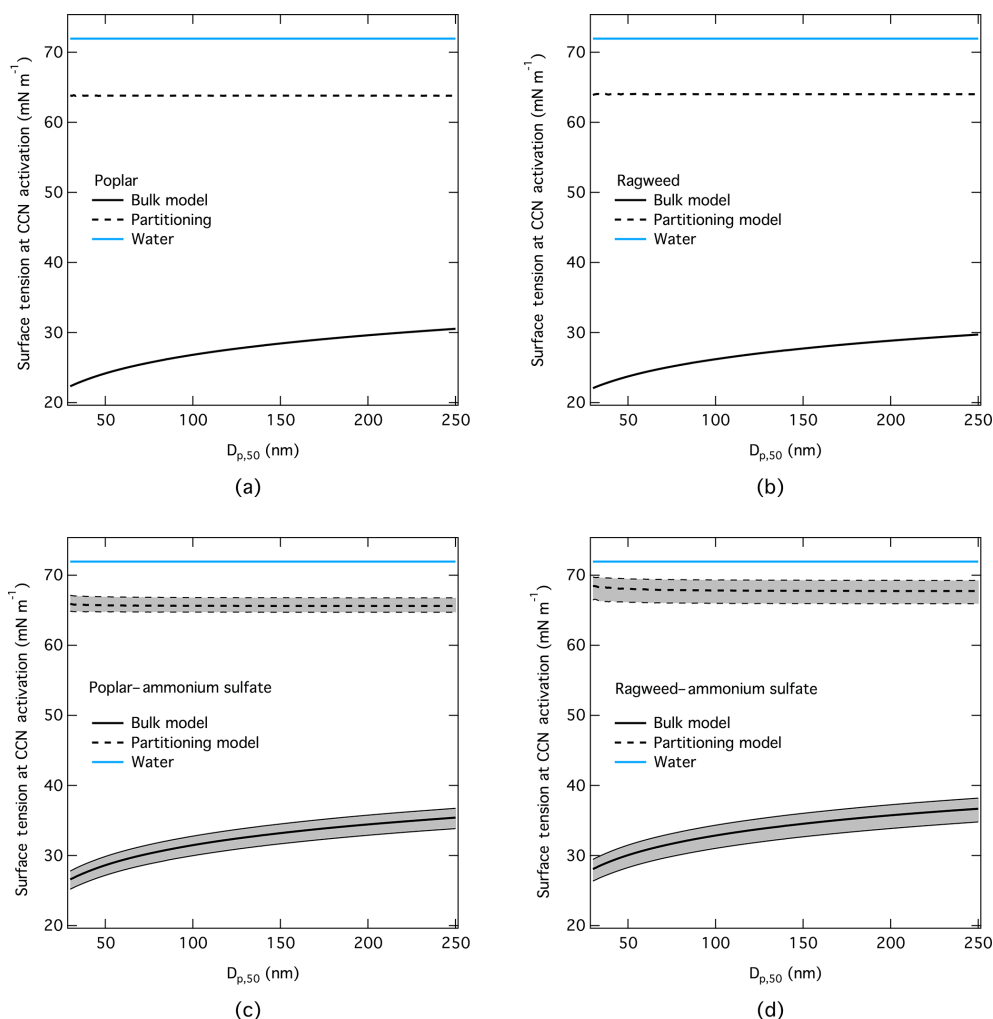 Surface tension at CCN activation (mN m⁻¹)
70
60
50
40
30
20
Poplar
Bulk model
Partitioning
Water
50 100 150 200 250
Dp,50 (nm)
(a)
Surface tension at CCN activation (mN m⁻¹)
70
60
50
40
30
20
Ragweed
Bulk model
Partitioning model
Water
50 100 150 200 250
Dp,50 (nm)
(b)
Surface tension at CCN activation (mN m⁻¹)
70
60
50
40
30
20
Poplar–ammonium sulfate
Bulk model
Partitioning model
Water
50 100 150 200 250
Dp,50 (nm)
(c)
Surface tension at CCN activation (mN m⁻¹)
70
60
50
40
30
20
Ragweed–ammonium sulfate
Bulk model
Partitioning model
Water
50 100 150 200 250
Dp,50 (nm)
(d)